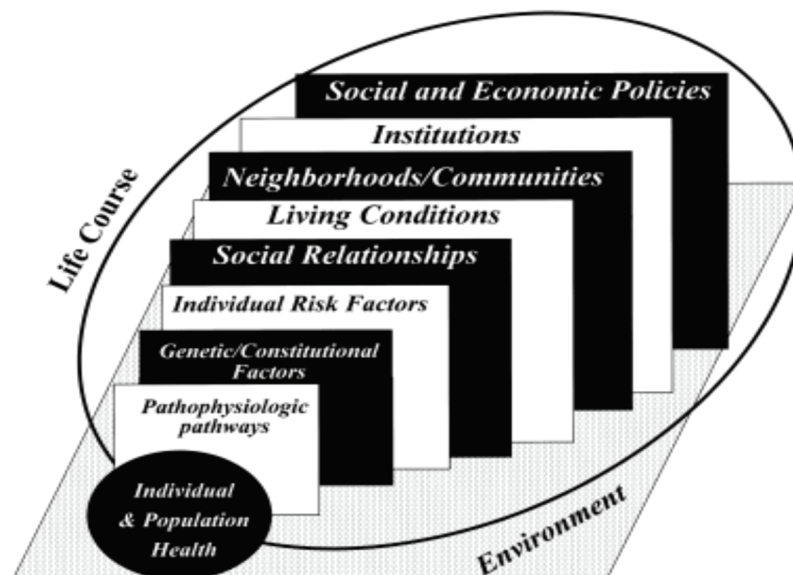 Social and Economic Policies
Institutions
Neighborhoods/Communities
Living Conditions
Social Relationships
Individual Risk Factors
Genetic/Constitutional
Factors
Pathophysiologic
pathways
Individual
& Population
Health
Life Course
Environment